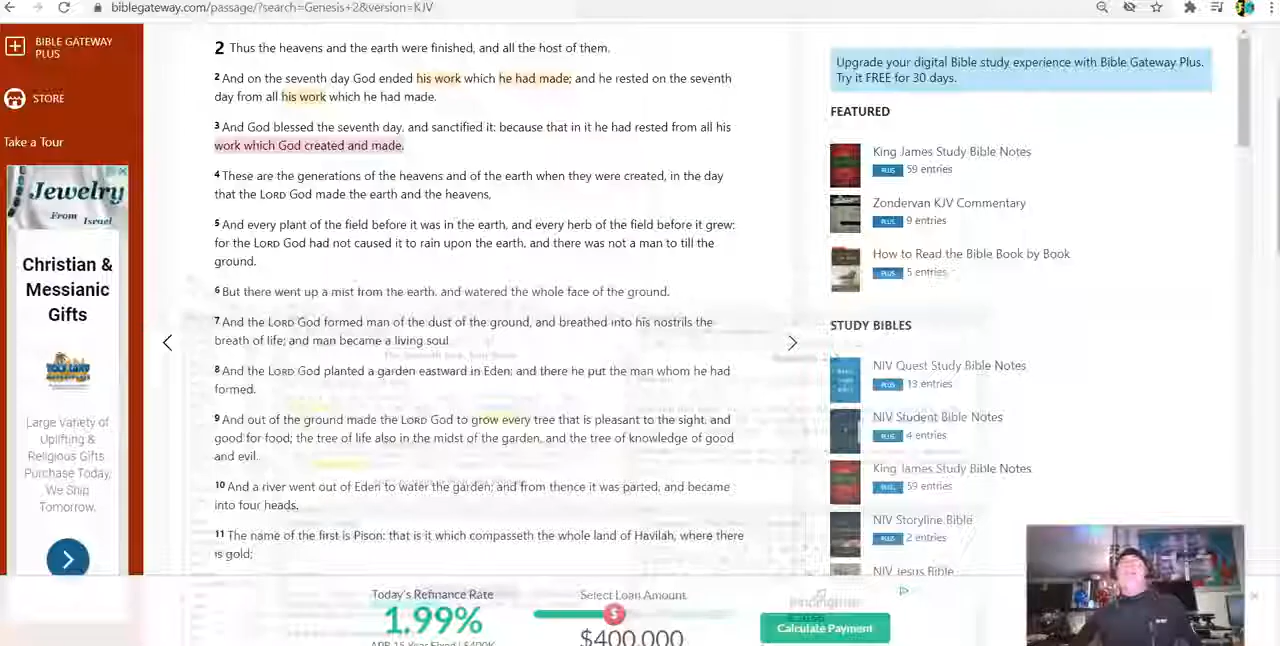 biblegateway.com/passage/?search=Genesis+2&version=KJV
BIBLE GATEWAY
PLUS
STORE
Take a Tour
Jewelry
From Israel
Christian &
Messianic
Gifts
Large Variety of
Uplifting &
Religious Gifts
Purchase Today,
We Ship
Tomorrow.
2 Thus the heavens and the earth were finished, and all the host of them.
2 And on the seventh day God ended his work which he had made; and he rested on the seventh
day from all his work which he had made.
3 And God blessed the seventh day, and sanctified it: because that in it he had rested from all his
work which God created and made.
4 These are the generations of the heavens and of the earth when they were created, in the day
that the LORD God made the earth and the heavens,
5 And every plant of the field before it was in the earth, and every herb of the field before it grew:
for the LORD God had not caused it to rain upon the earth, and there was not a man to till the
ground.
6 But there went up a mist from the earth, and watered the whole face of the ground.
7 And the LORD God formed man of the dust of the ground, and breathed into his nostrils the
breath of life; and man became a living soul.
8 And the LORD God planted a garden eastward in Eden; and there he put the man whom he had
formed.
9 And out of the ground made the LORD God to grow every tree that is pleasant to the sight, and
good for food; the tree of life also in the midst of the garden, and the tree of knowledge of good
and evil.
10 And a river went out of Eden to water the garden; and from thence it was parted, and became
into four heads.
11 The name of the first is Pison: that is it which compasseth the whole land of Havilah, where there
is gold;
Upgrade your digital Bible study experience with Bible Gateway Plus.
Try it FREE for 30 days.
FEATURED
King James Study Bible Notes
PLUS 59 entries
Zondervan KJV Commentary
PLUS 9 entries
How to Read the Bible Book by Book
PLUS 5 entries
STUDY BIBLES
NIV Quest Study Bible Notes
PLUS 13 entries
NIV Student Bible Notes
PLUS 4 entries
King James Study Bible Notes
PLUS 59 entries
NIV Storyline Bible
PLUS 2 entries
NIV Jesus Bible
Today's Refinance Rate
1.99%
APR 15 Year Fixed
Select Loan Amount
$
$400,000
Calculate Payment